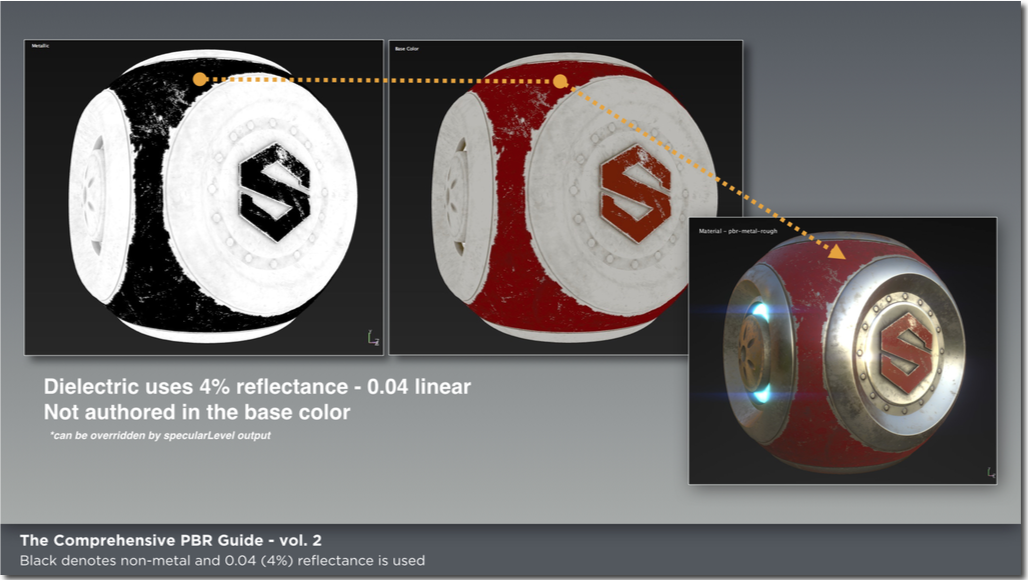 Metallic
Base Color
Material - pbr-metal-rough
Dielectric uses 4% reflectance - 0.04 linear
Not authored in the base color
*can be overridden by specularLevel output
The Comprehensive PBR Guide - vol. 2
Black denotes non-metal and 0.04 (4%) reflectance is used